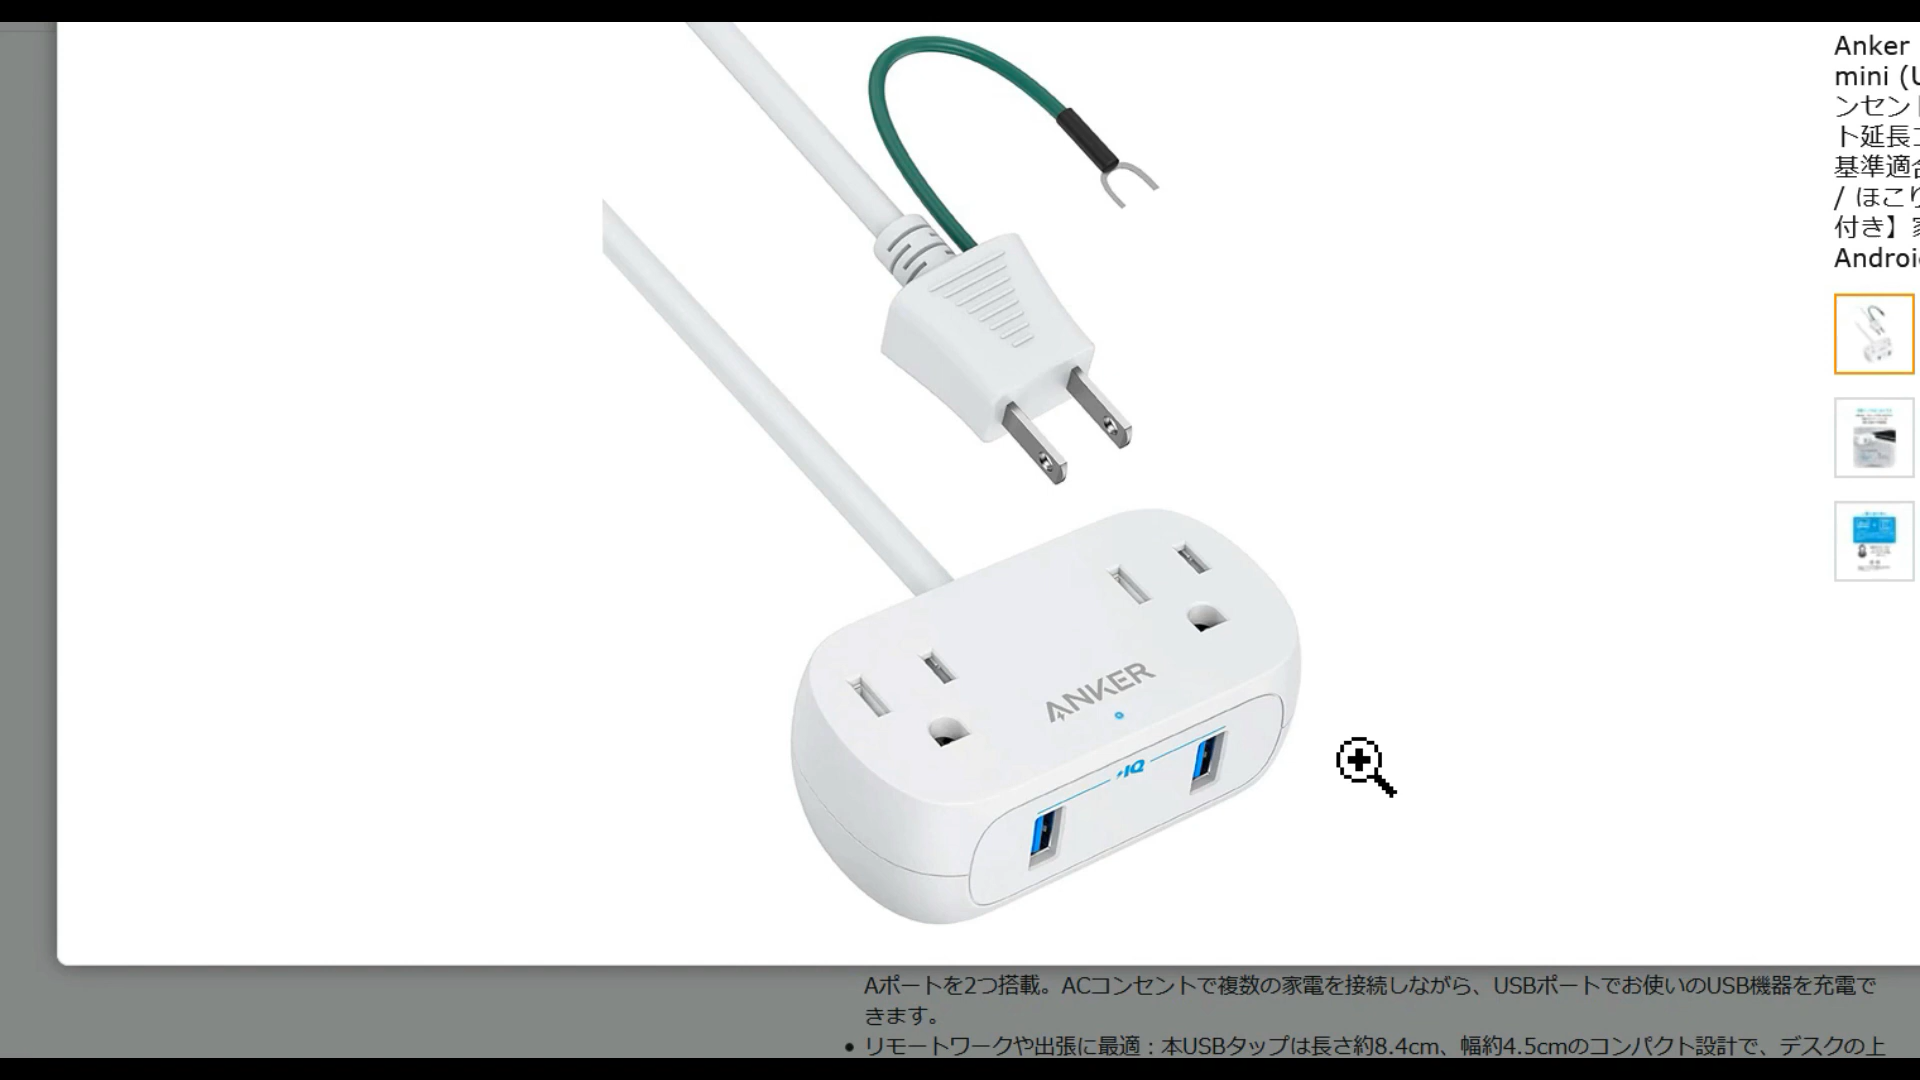 Anker
mini (U
ンセント
ト延長コ
基準適合
/ ほこり
付き】家
Androi
ANKER
IQ
Aポートを2つ搭載。ACコンセントで複数の家電を接続しながら、USBポートでお使いのUSB機器を充電で
きます。
• リモートワークや出張に最適 : 本USBタップは長さ約8.4cm、幅約4.5cmのコンパクト設計で、デスクの上